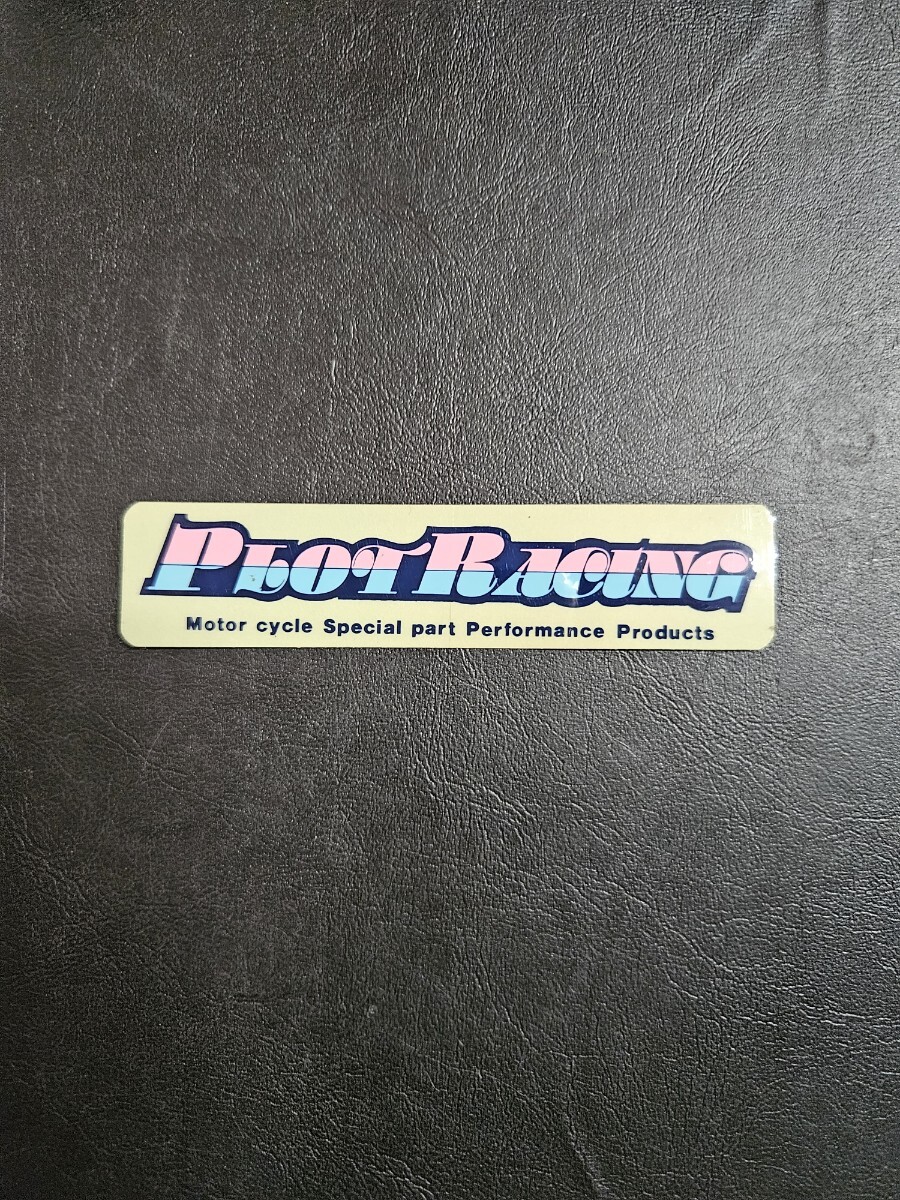 PLOT RACING
Motor cycle Special part Performance Products